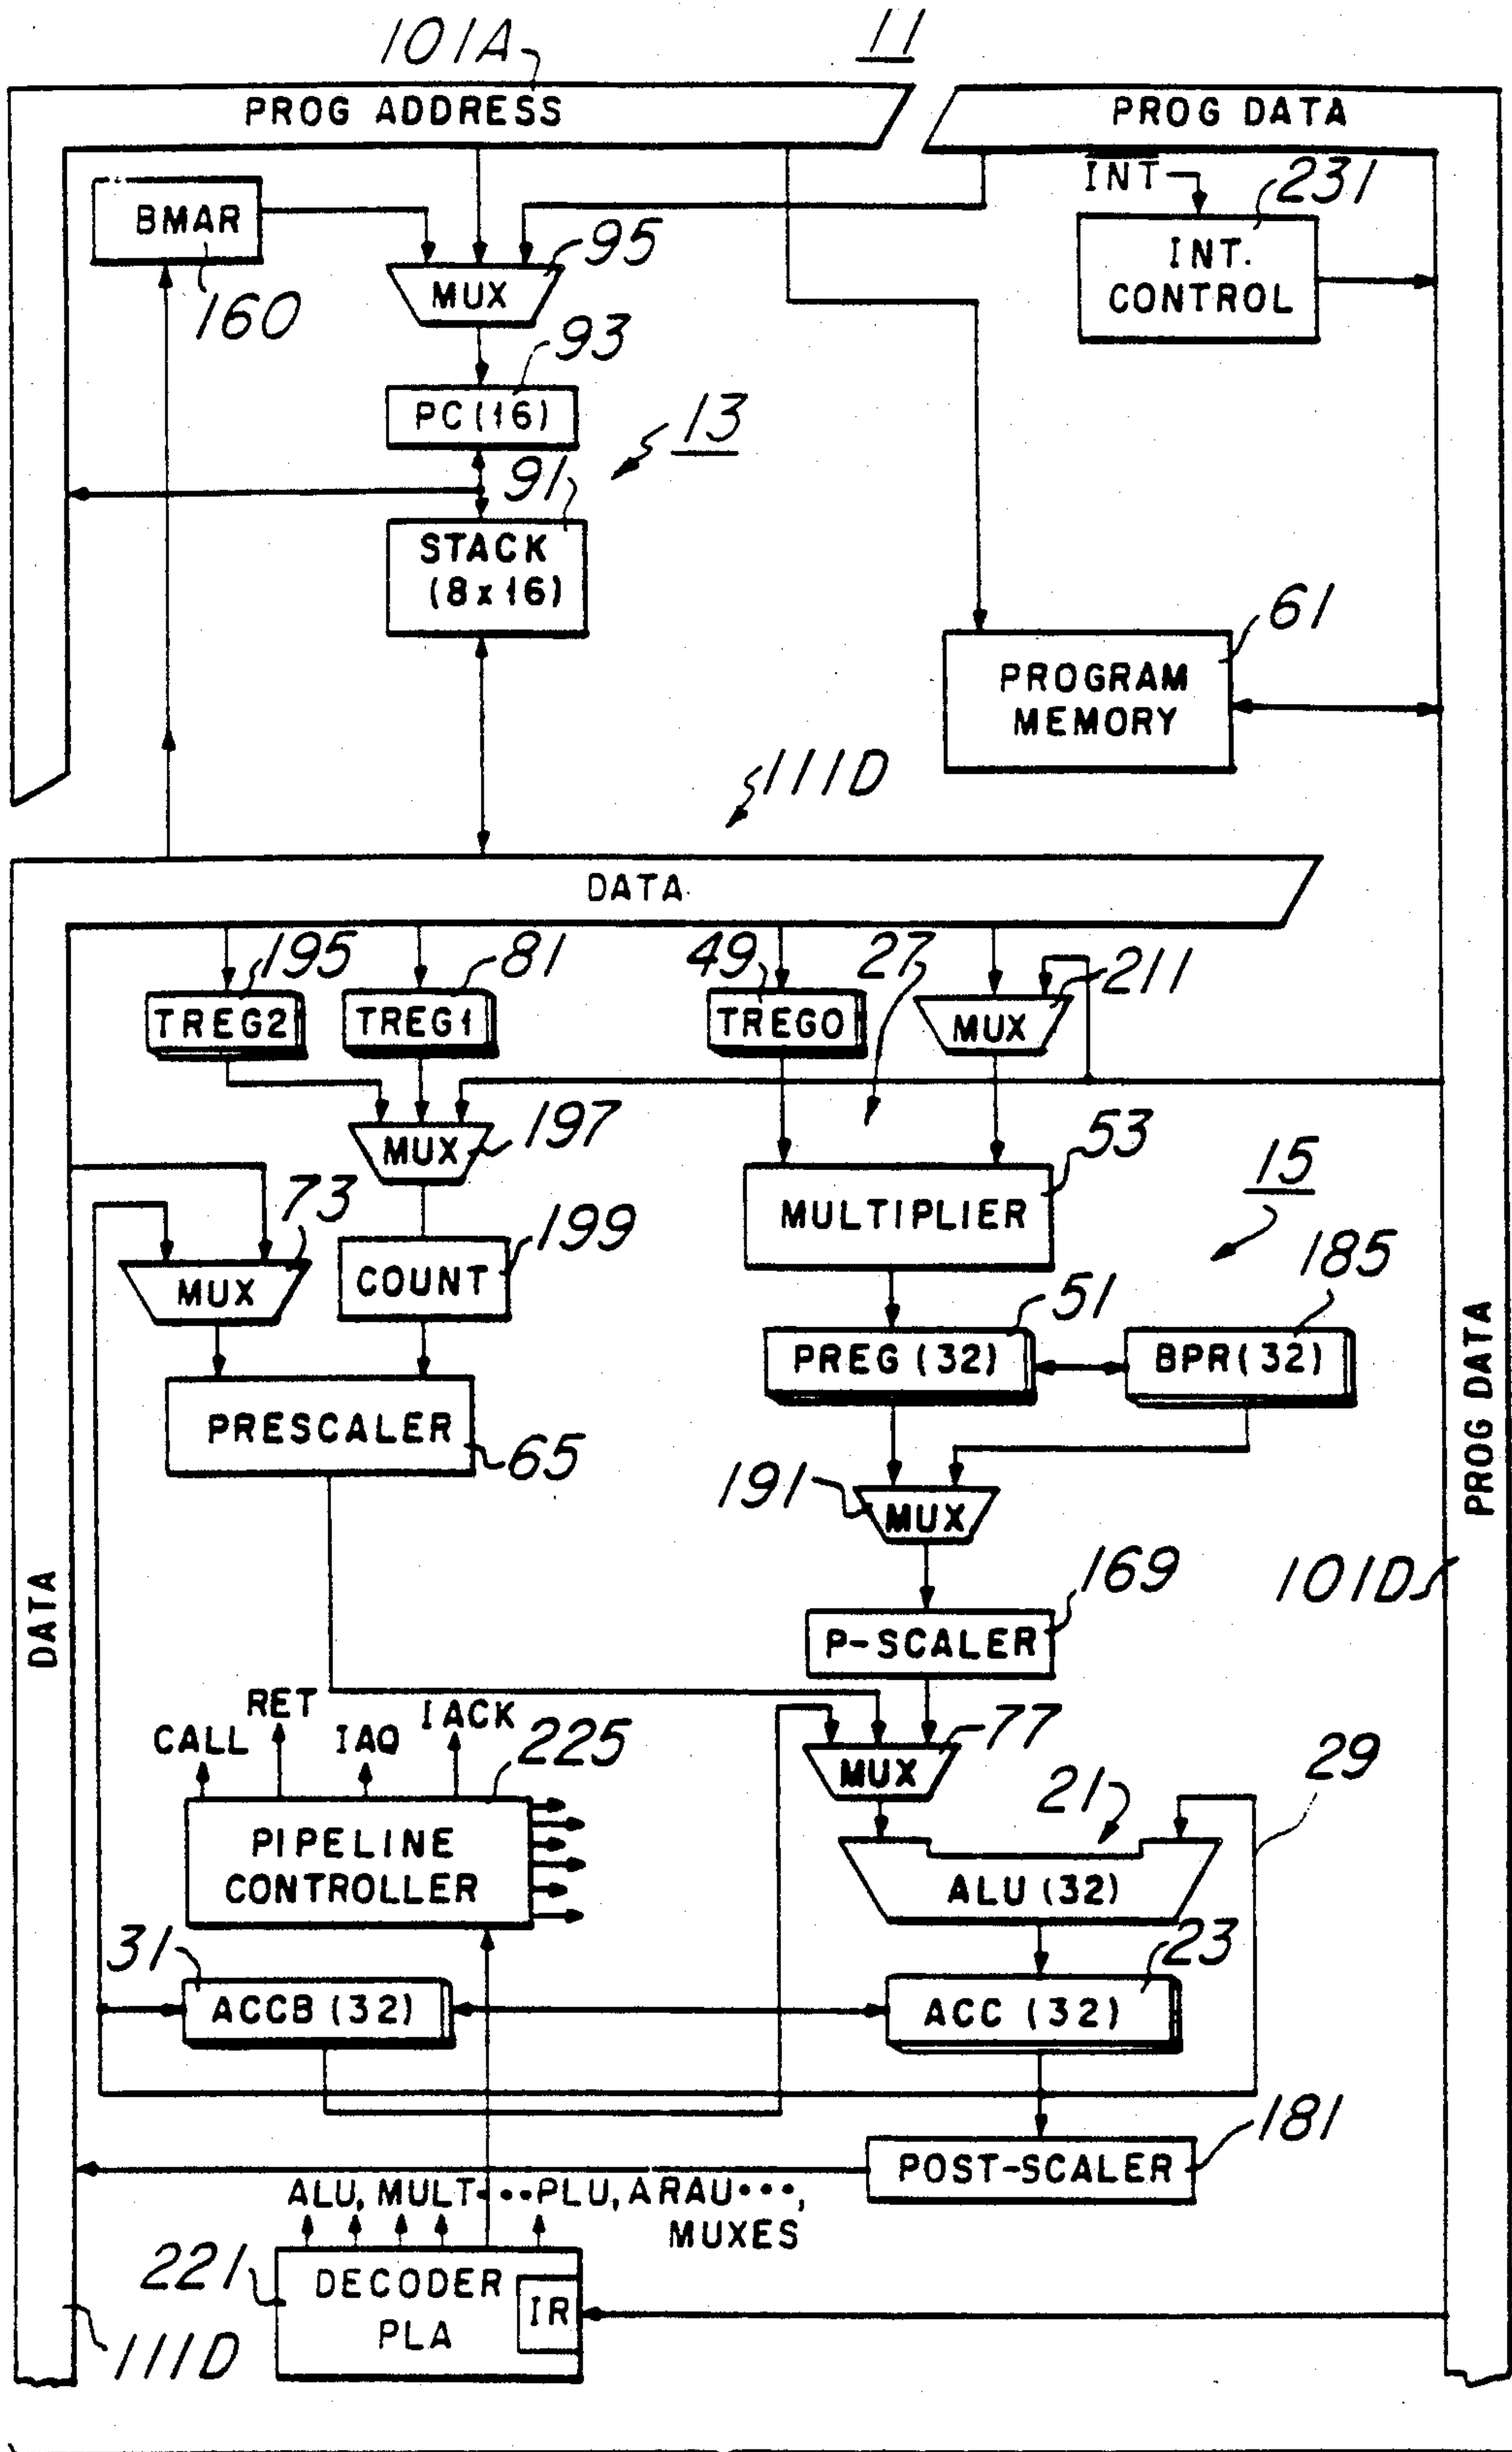 101A
11
PROG ADDRESS
PROG DATA
INT
231
BMAR
160
95
MUX
INT.
CONTROL
93
PC(16)
13
91
STACK
(8x16)
61
PROGRAM
MEMORY
111D
DATA
195
81
49
27
211
TREG2
TREG1
TREG0
MUX
197
MUX
53
73
199
MULTIPLIER
15
185
MUX
COUNT
51
PREG (32)
BPR(32)
PROG DATA
PRESCALER
65
191
MUX
169
101D
DATA
P-SCALER
RET
IACK
CALL
IAQ
225
77
29
MUX
21
PIPELINE
CONTROLLER
ALU (32)
31
23
ACCB (32)
ACC (32)
181
POST-SCALER
ALU, MULT•••PLU, ARAU•••,
MUXES
221
DECODER
PLA
IR
111D